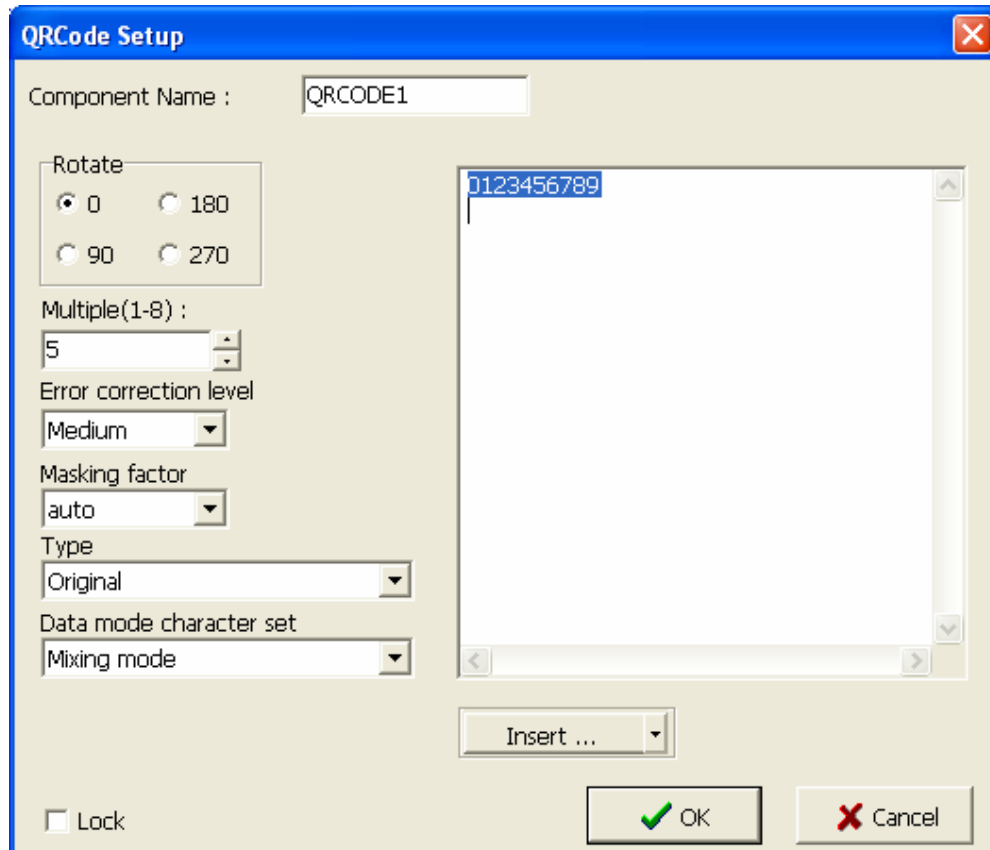 QRCode Setup
Component Name :
QRCODE1
Rotate
0
180
90
270
Multiple(1-8) :
5
Error correction level
Medium
Masking factor
auto
Type
Original
Data mode character set
Mixing mode
0123456789
Insert ...
Lock
OK
Cancel